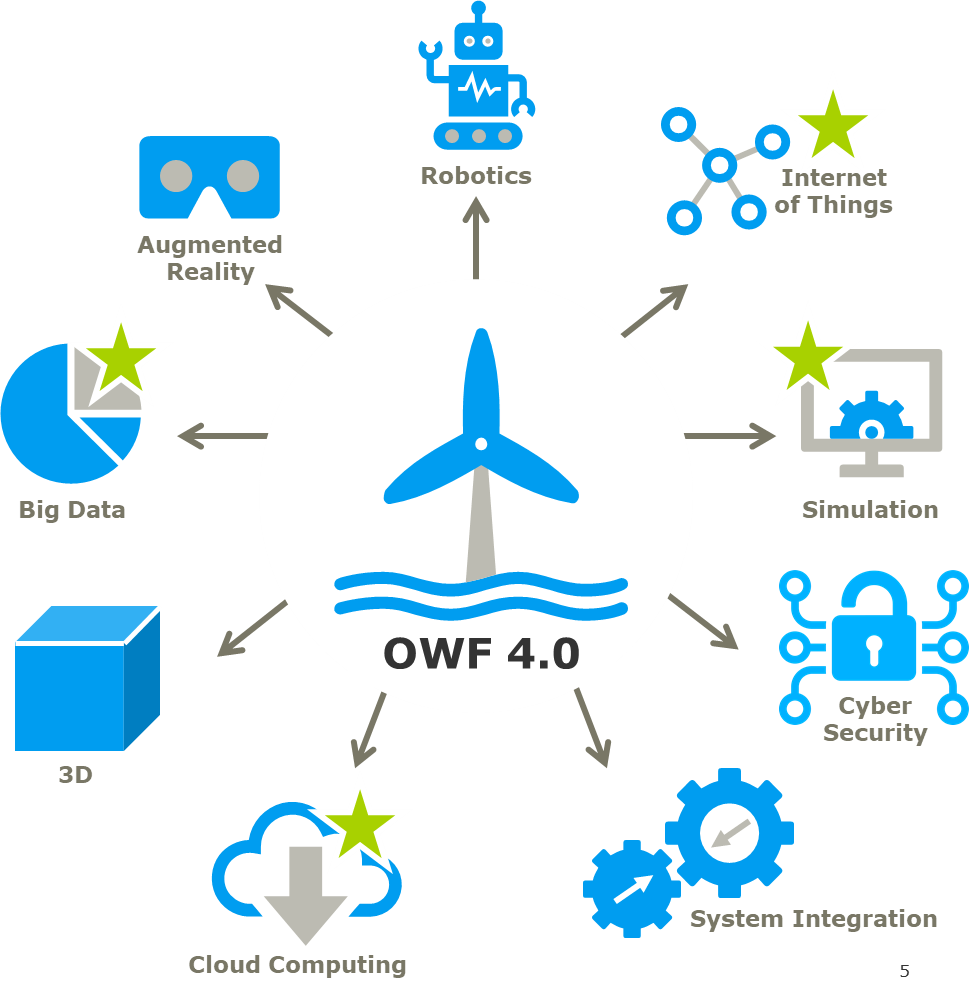 Robotics
Internet
of Things
Augmented
Reality
Big Data
Simulation
OWF 4.0
Cyber
Security
3D
System Integration
Cloud Computing
5